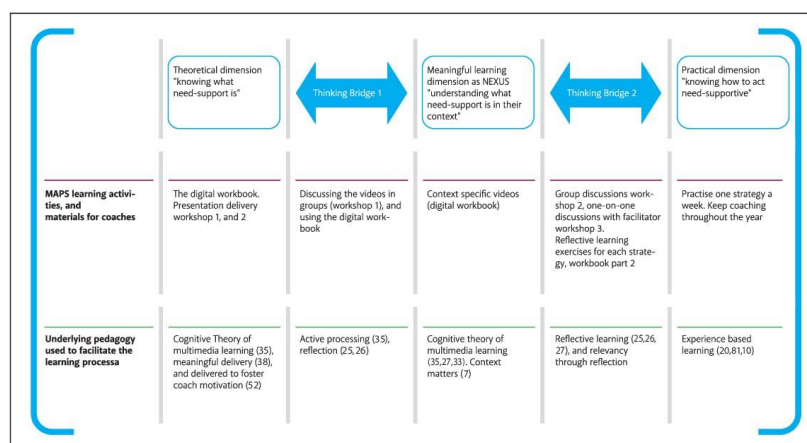 Theoretical dimension
"knowing what
need-support is"
Thinking Bridge 1
Meaningful learning
dimension as NEXUS
"understanding what
need-support is in their
context"
Thinking Bridge 2
Practical dimension
"knowing how to act
need-supportive"
MAPS learning activi-
ties, and
materials for coaches
The digital workbook.
Presentation delivery
workshop 1, and 2
Discussing the videos in
groups (workshop 1), and
using the digital work-
book
Context specific videos
(digital workbook)
Group discussions work-
shop 2, one-on-one
discussions with facilitator
workshop 3.
Reflective learning
exercises for each strate-
gy, workbook part 2
Practise one strategy a
week. Keep coaching
throughout the year
Underlying pedagogy
used to facilitate the
learning processa
Cognitive Theory of
multimedia learning (35),
meaningful delivery (38),
and delivered to foster
coach motivation (52)
Active processing (35),
reflection (25,26)
Cognitive theory of
multimedia learning
(35,27,33). Context
matters (7)
Reflective learning (25,26,
27), and relevancy
through reflection
Experience based
learning (20,81,10)